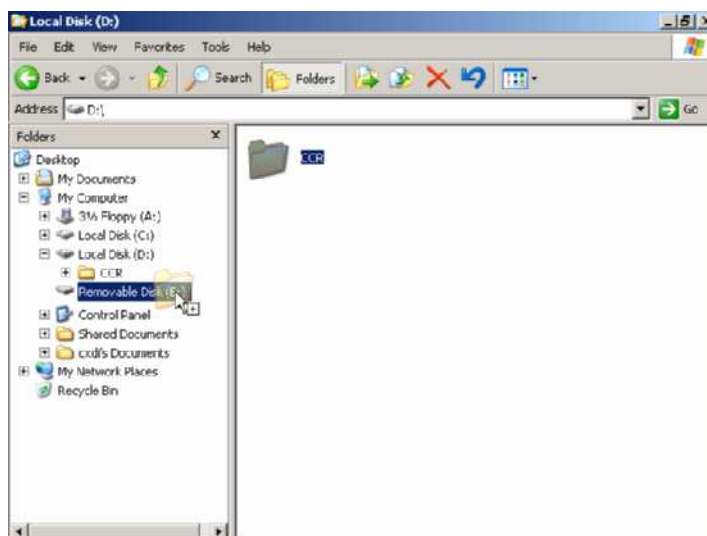 Local Disk (D:)
File Edit View Favorites Tools Help
Back Search Folders
Address D:\ Go
Folders x
Desktop
My Documents
My Computer
3½ Floppy (A:)
Local Disk (C:)
Local Disk (D:)
CCR
Removable Disk (E:)
Control Panel
Shared Documents
cxdi's Documents
My Network Places
Recycle Bin
CCR